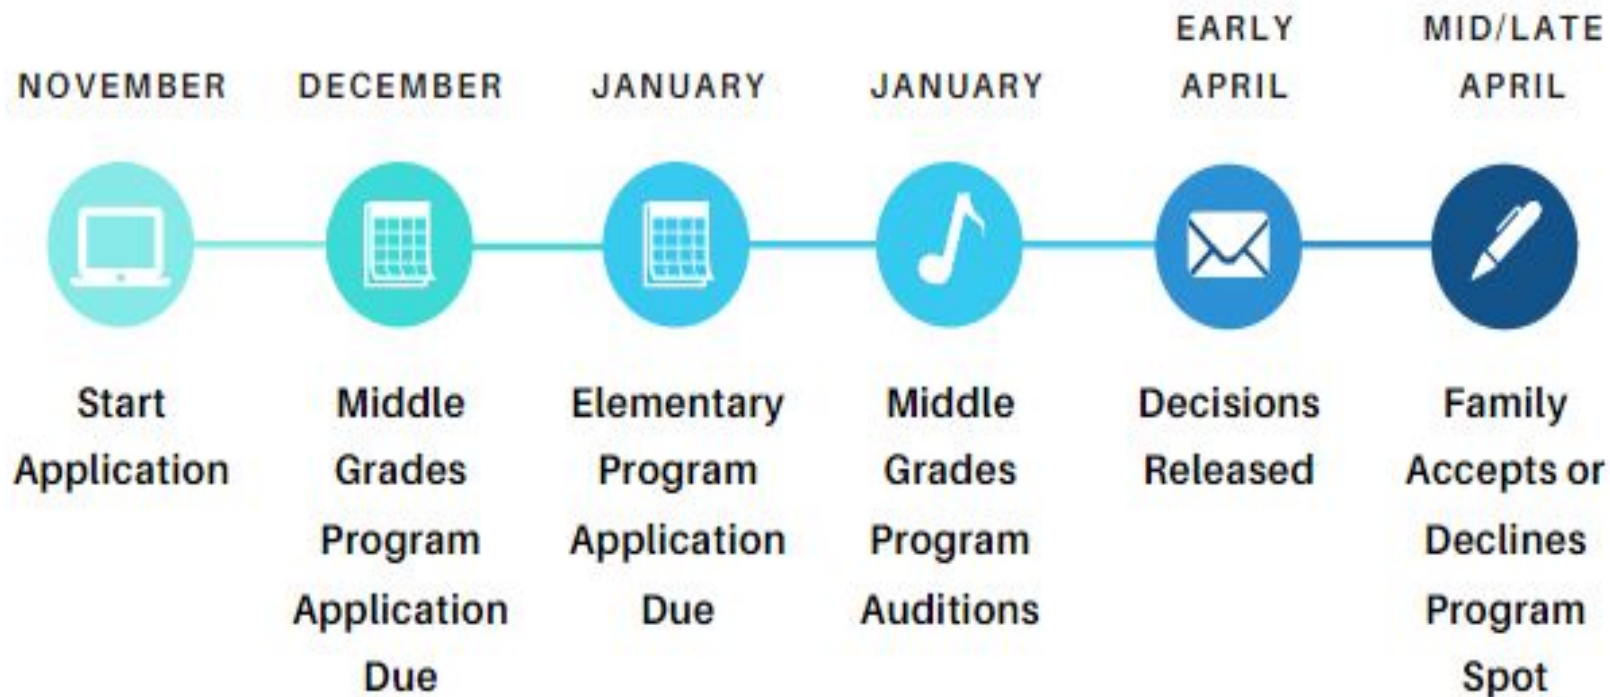 NOVEMBER
DECEMBER
JANUARY
JANUARY
EARLY
APRIL
MID/LATE
APRIL
Start
Application
Middle
Grades
Program
Application
Due
Elementary
Program
Application
Due
Middle
Grades
Program
Auditions
Decisions
Released
Family
Accepts or
Declines
Program
Spot